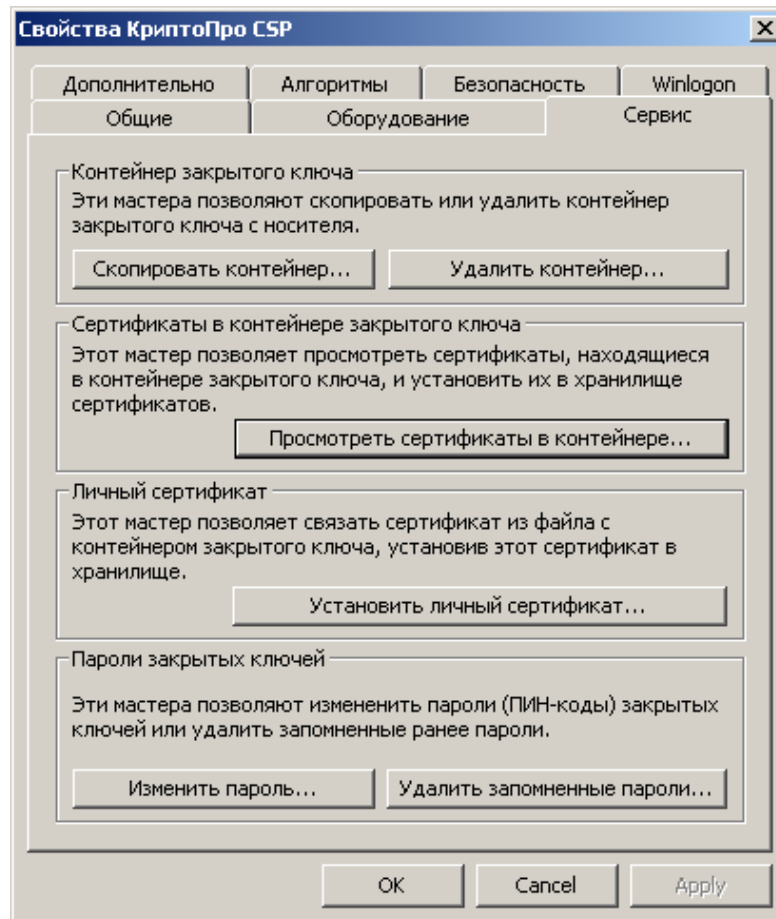 Свойства КриптоПро CSP
Дополнительно Алгоритмы Безопасность Winlogon
Общие Оборудование Сервис
Контейнер закрытого ключа
Эти мастера позволяют скопировать или удалить контейнер
закрытого ключа с носителя.
Скопировать контейнер... Удалить контейнер...
Сертификаты в контейнере закрытого ключа
Этот мастер позволяет просмотреть сертификаты, находящиеся
в контейнере закрытого ключа, и установить их в хранилище
сертификатов.
Просмотреть сертификаты в контейнере...
Личный сертификат
Этот мастер позволяет связать сертификат из файла с
контейнером закрытого ключа, установив этот сертификат в
хранилище.
Установить личный сертификат...
Пароли закрытых ключей
Эти мастера позволяют измененить пароли (ПИН-коды) закрытых
ключей или удалить запомненные ранее пароли.
Изменить пароль... Удалить запомненные пароли...
OK Cancel Apply